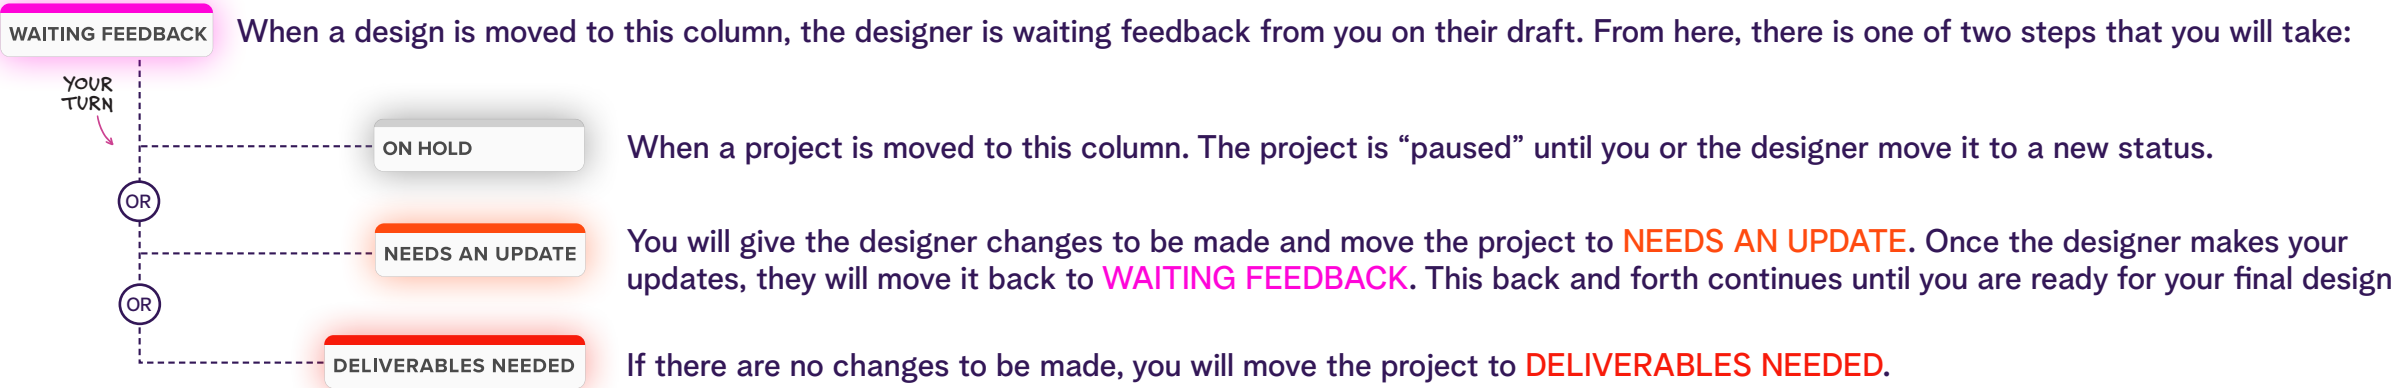 WAITING FEEDBACK
When a design is moved to this column, the designer is waiting feedback from you on their draft. From here, there is one of two steps that you will take:
YOUR
TURN
ON HOLD
When a project is moved to this column. The project is “paused” until you or the designer move it to a new status.
OR
NEEDS AN UPDATE
You will give the designer changes to be made and move the project to NEEDS AN UPDATE. Once the designer makes your
updates, they will move it back to WAITING FEEDBACK. This back and forth continues until you are ready for your final design
OR
DELIVERABLES NEEDED
If there are no changes to be made, you will move the project to DELIVERABLES NEEDED.